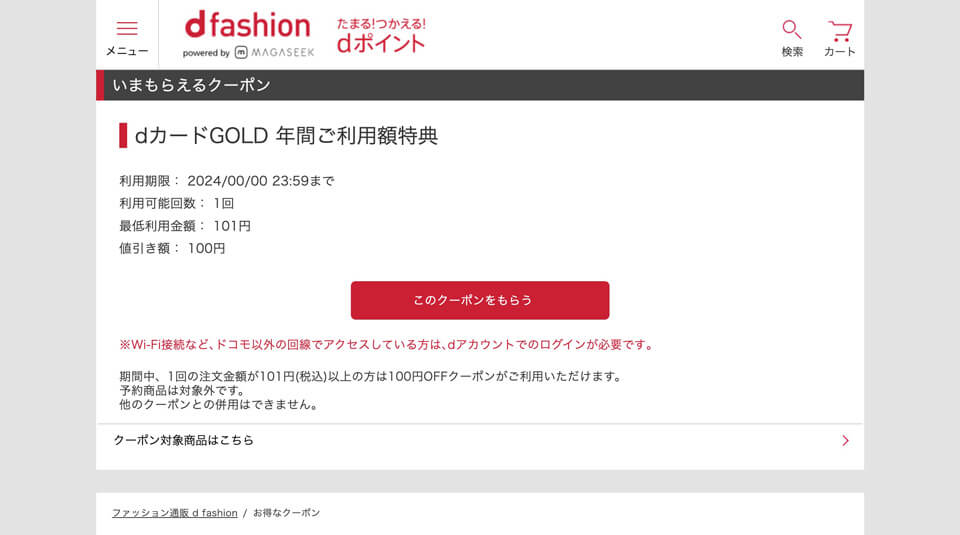 メニュー
d fashion
powered by m MAGASEEK
たまる!つかえる!
dポイント
検索
カート
いまもらえるクーポン
dカードGOLD 年間ご利用額特典
利用期限： 2024/00/00 23:59まで
利用可能回数： 1回
最低利用金額： 101円
値引き額： 100円
このクーポンをもらう
※Wi-Fi接続など、ドコモ以外の回線でアクセスしている方は、dアカウントでのログインが必要です。
期間中、1回の注文金額が101円(税込)以上の方は100円OFFクーポンがご利用いただけます。
予約商品は対象外です。
他のクーポンとの併用はできません。
クーポン対象商品はこちら
ファッション通販 d fashion / お得なクーポン